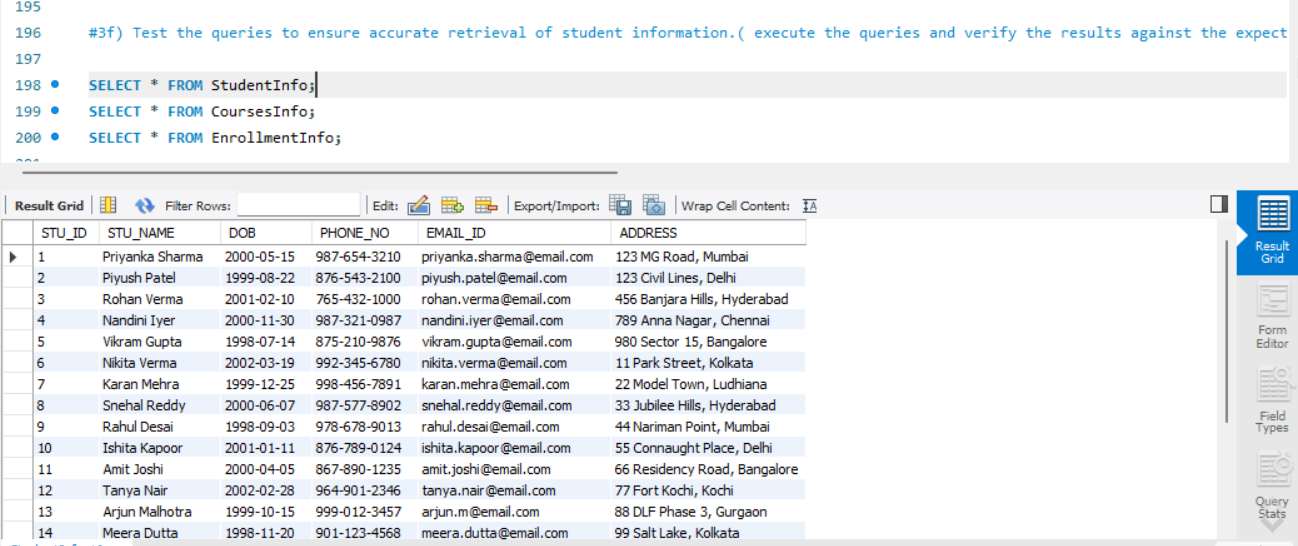 195
196 #3f) Test the queries to ensure accurate retrieval of student information.( execute the queries and verify the results against the expect
197
198 SELECT * FROM StudentInfo;
199 SELECT * FROM CoursesInfo;
200 SELECT * FROM EnrollmentInfo;
Result Grid Filter Rows: Edit: Export/Import: Wrap Cell Content:
STU_ID STU_NAME DOB PHONE_NO EMAIL_ID ADDRESS
1 Priyanka Sharma 2000-05-15 987-654-3210 priyanka.sharma@email.com 123 MG Road, Mumbai
2 Piyush Patel 1999-08-22 876-543-2100 piyush.patel@email.com 123 Civil Lines, Delhi
3 Rohan Verma 2001-02-10 765-432-1000 rohan.verma@email.com 456 Banjara Hills, Hyderabad
4 Nandini Iyer 2000-11-30 987-321-0987 nandini.iyer@email.com 789 Anna Nagar, Chennai
5 Vikram Gupta 1998-07-14 875-210-9876 vikram.gupta@email.com 980 Sector 15, Bangalore
6 Nikita Verma 2002-03-19 992-345-6780 nikita.verma@email.com 11 Park Street, Kolkata
7 Karan Mehra 1999-12-25 998-456-7891 karan.mehra@email.com 22 Model Town, Ludhiana
8 Snehal Reddy 2000-06-07 987-577-8902 snehal.reddy@email.com 33 Jubilee Hills, Hyderabad
9 Rahul Desai 1998-09-03 978-678-9013 rahul.desai@email.com 44 Nariman Point, Mumbai
10 Ishita Kapoor 2001-01-11 876-789-0124 ishita.kapoor@email.com 55 Connaught Place, Delhi
11 Amit Joshi 2000-04-05 867-890-1235 amit.joshi@email.com 66 Residency Road, Bangalore
12 Tanya Nair 2002-02-28 964-901-2346 tanya.nair@email.com 77 Fort Kochi, Kochi
13 Arjun Malhotra 1999-10-15 999-012-3457 arjun.m@email.com 88 DLF Phase 3, Gurgaon
14 Meera Dutta 1998-11-20 901-123-4568 meera.dutta@email.com 99 Salt Lake, Kolkata
Result
Grid
Form
Editor
Field
Types
Query
Stats